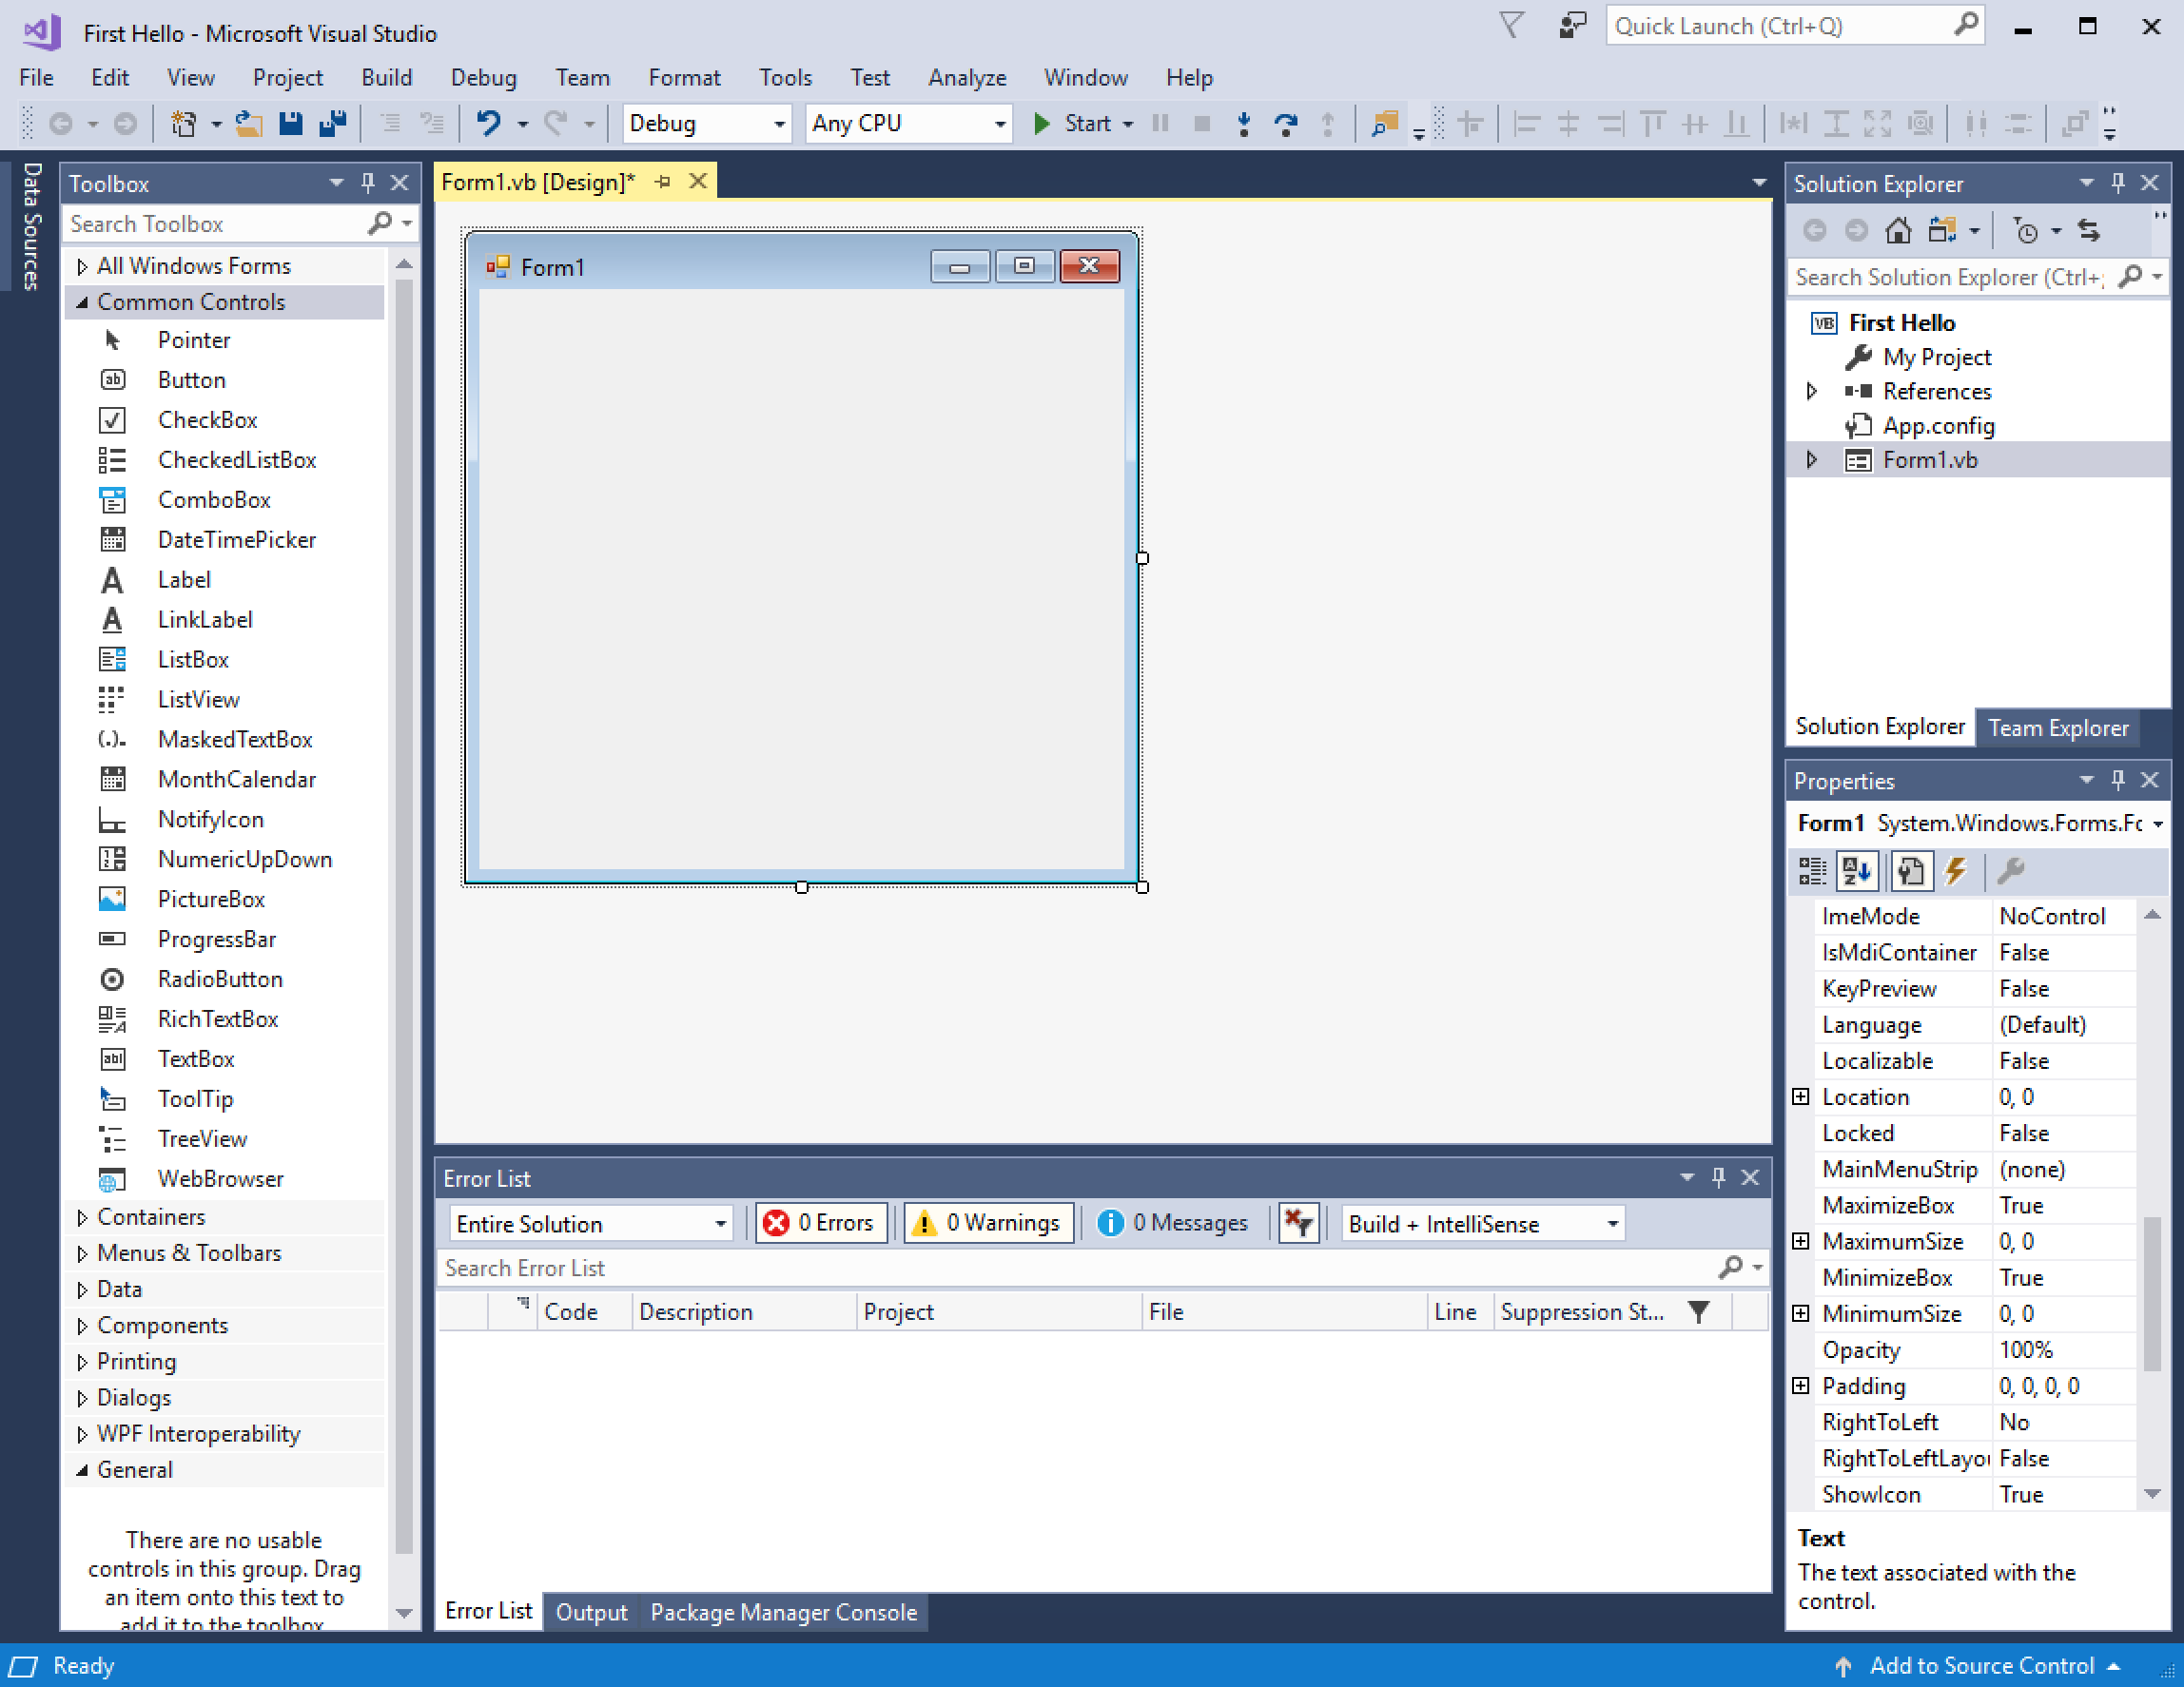 First Hello - Microsoft Visual Studio
Quick Launch (Ctrl+Q)
File Edit View Project Build Debug Team Format Tools Test Analyze Window Help
Debug Any CPU Start
Data Sources
Toolbox
Search Toolbox
All Windows Forms
Common Controls
Pointer
Button
CheckBox
CheckedListBox
ComboBox
DateTimePicker
Label
LinkLabel
ListBox
ListView
MaskedTextBox
MonthCalendar
NotifyIcon
NumericUpDown
PictureBox
ProgressBar
RadioButton
RichTextBox
TextBox
ToolTip
TreeView
WebBrowser
Containers
Menus & Toolbars
Data
Components
Printing
Dialogs
WPF Interoperability
General
There are no usable
controls in this group. Drag
an item onto this text to
add it to the toolbox
Form1.vb [Design]*
Form1
Error List
Entire Solution 0 Errors 0 Warnings 0 Messages Build + IntelliSense
Search Error List
Code Description Project File Line Suppression St...
Error List Output Package Manager Console
Solution Explorer
Search Solution Explorer (Ctrl+;
VB First Hello
My Project
References
App.config
Form1.vb
Solution Explorer Team Explorer
Properties
Form1 System.Windows.Forms.Fo
ImeMode NoControl
IsMdiContainer False
KeyPreview False
Language (Default)
Localizable False
Location 0, 0
Locked False
MainMenuStrip (none)
MaximizeBox True
MaximumSize 0, 0
MinimizeBox True
MinimumSize 0, 0
Opacity 100%
Padding 0, 0, 0, 0
RightToLeft No
RightToLeftLayou False
ShowIcon True
Text
The text associated with the
control.
Ready
Add to Source Control